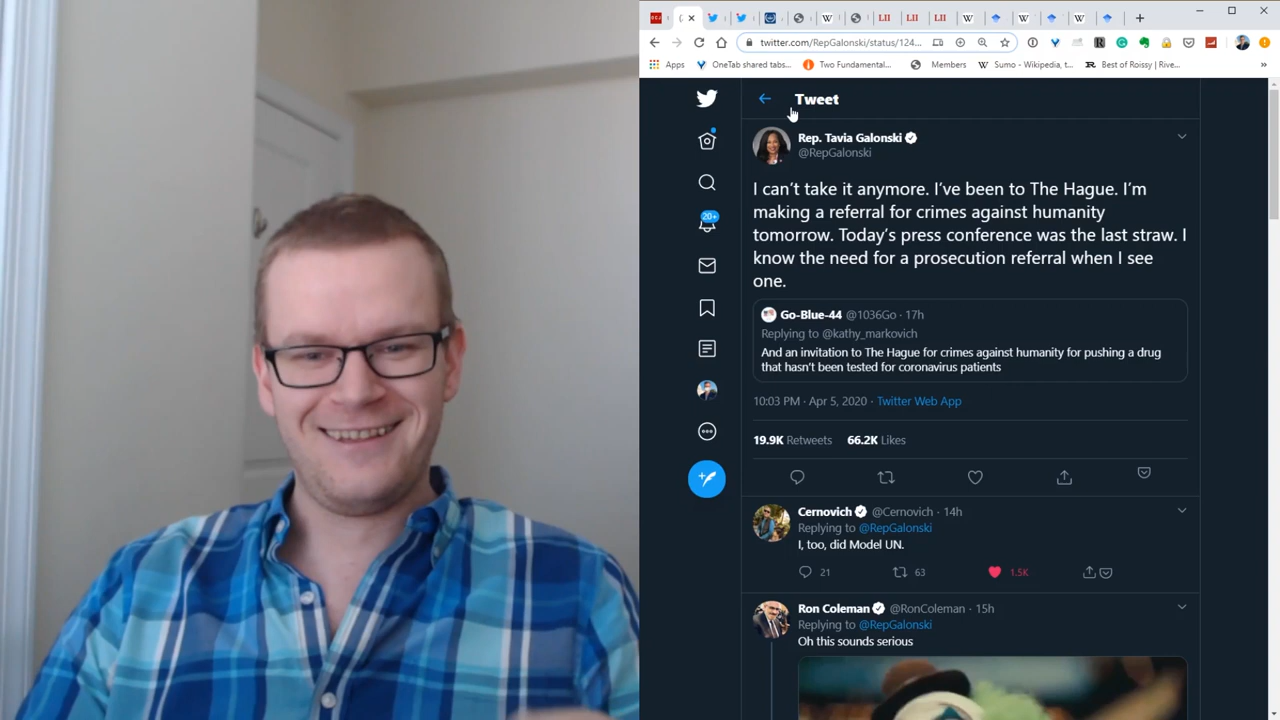 twitter.com/RepGalonski/status/124...
Apps
OneTab shared tabs...
Two Fundamental...
Members
Sumo - Wikipedia, t...
Best of Roissy | Rive...
»
Tweet
Rep. Tavia Galonski
@RepGalonski
I can't take it anymore. I've been to The Hague. I'm
making a referral for crimes against humanity
tomorrow. Today's press conference was the last straw. I
know the need for a prosecution referral when I see
one.
Go-Blue-44 @1036Go · 17h
Replying to @kathy_markovich
And an invitation to The Hague for crimes against humanity for pushing a drug
that hasn't been tested for coronavirus patients
10:03 PM · Apr 5, 2020 · Twitter Web App
19.9K Retweets 66.2K Likes
20+
Cernovich @Cernovich · 14h
Replying to @RepGalonski
I, too, did Model UN.
21 63 1.5K
Ron Coleman @RonColeman · 15h
Replying to @RepGalonski
Oh this sounds serious